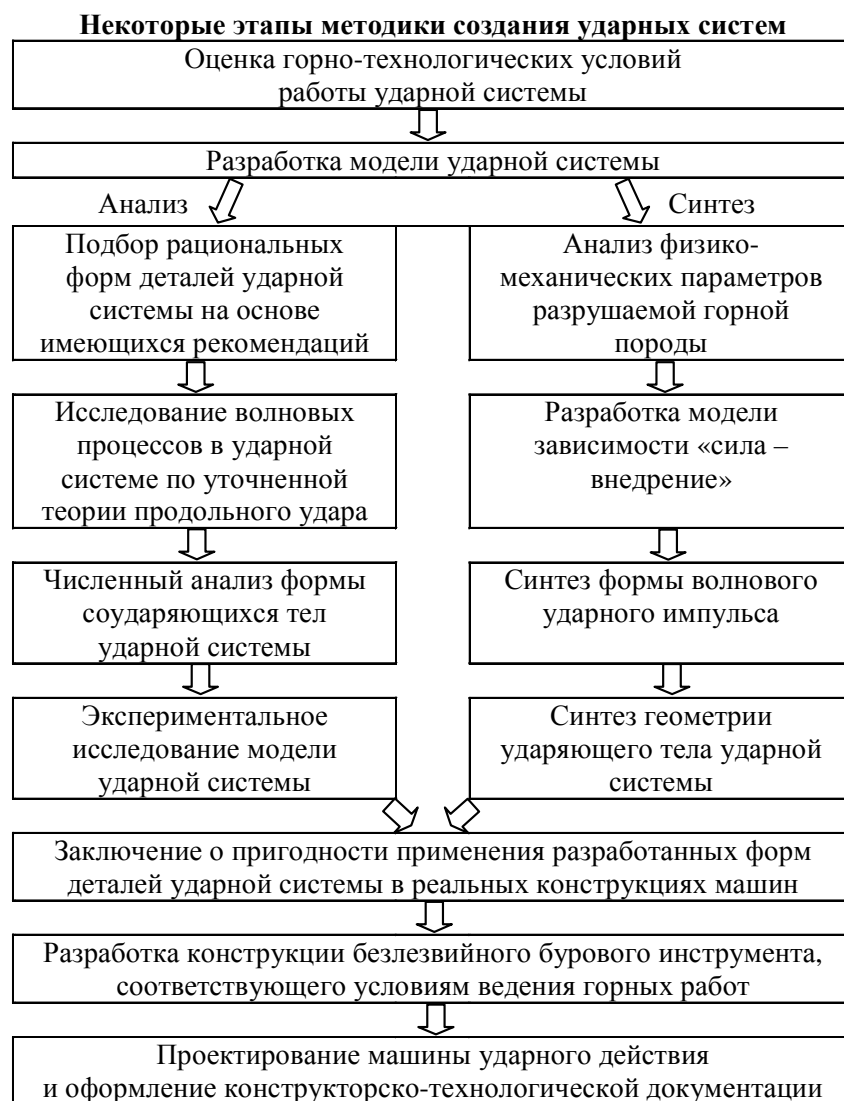 Некоторые этапы методики создания ударных систем
Оценка горно-технологических условий
работы ударной системы
Разработка модели ударной системы
Анализ
Синтез
Подбор рациональных
форм деталей ударной
системы на основе
имеющихся рекомендаций
Анализ физико-
механических параметров
разрушаемой горной
породы
Исследование волновых
процессов в ударной
системе по уточненной
теории продольного удара
Разработка модели
зависимости «сила –
внедрение»
Численный анализ формы
соударяющихся тел
ударной системы
Синтез формы волнового
ударного импульса
Экспериментальное
исследование модели
ударной системы
Синтез геометрии
ударяющего тела ударной
системы
Заключение о пригодности применения разработанных форм
деталей ударной системы в реальных конструкциях машин
Разработка конструкции безлезвийного бурового инструмента,
соответствующего условиям ведения горных работ
Проектирование машины ударного действия
и оформление конструкторско-технологической документации